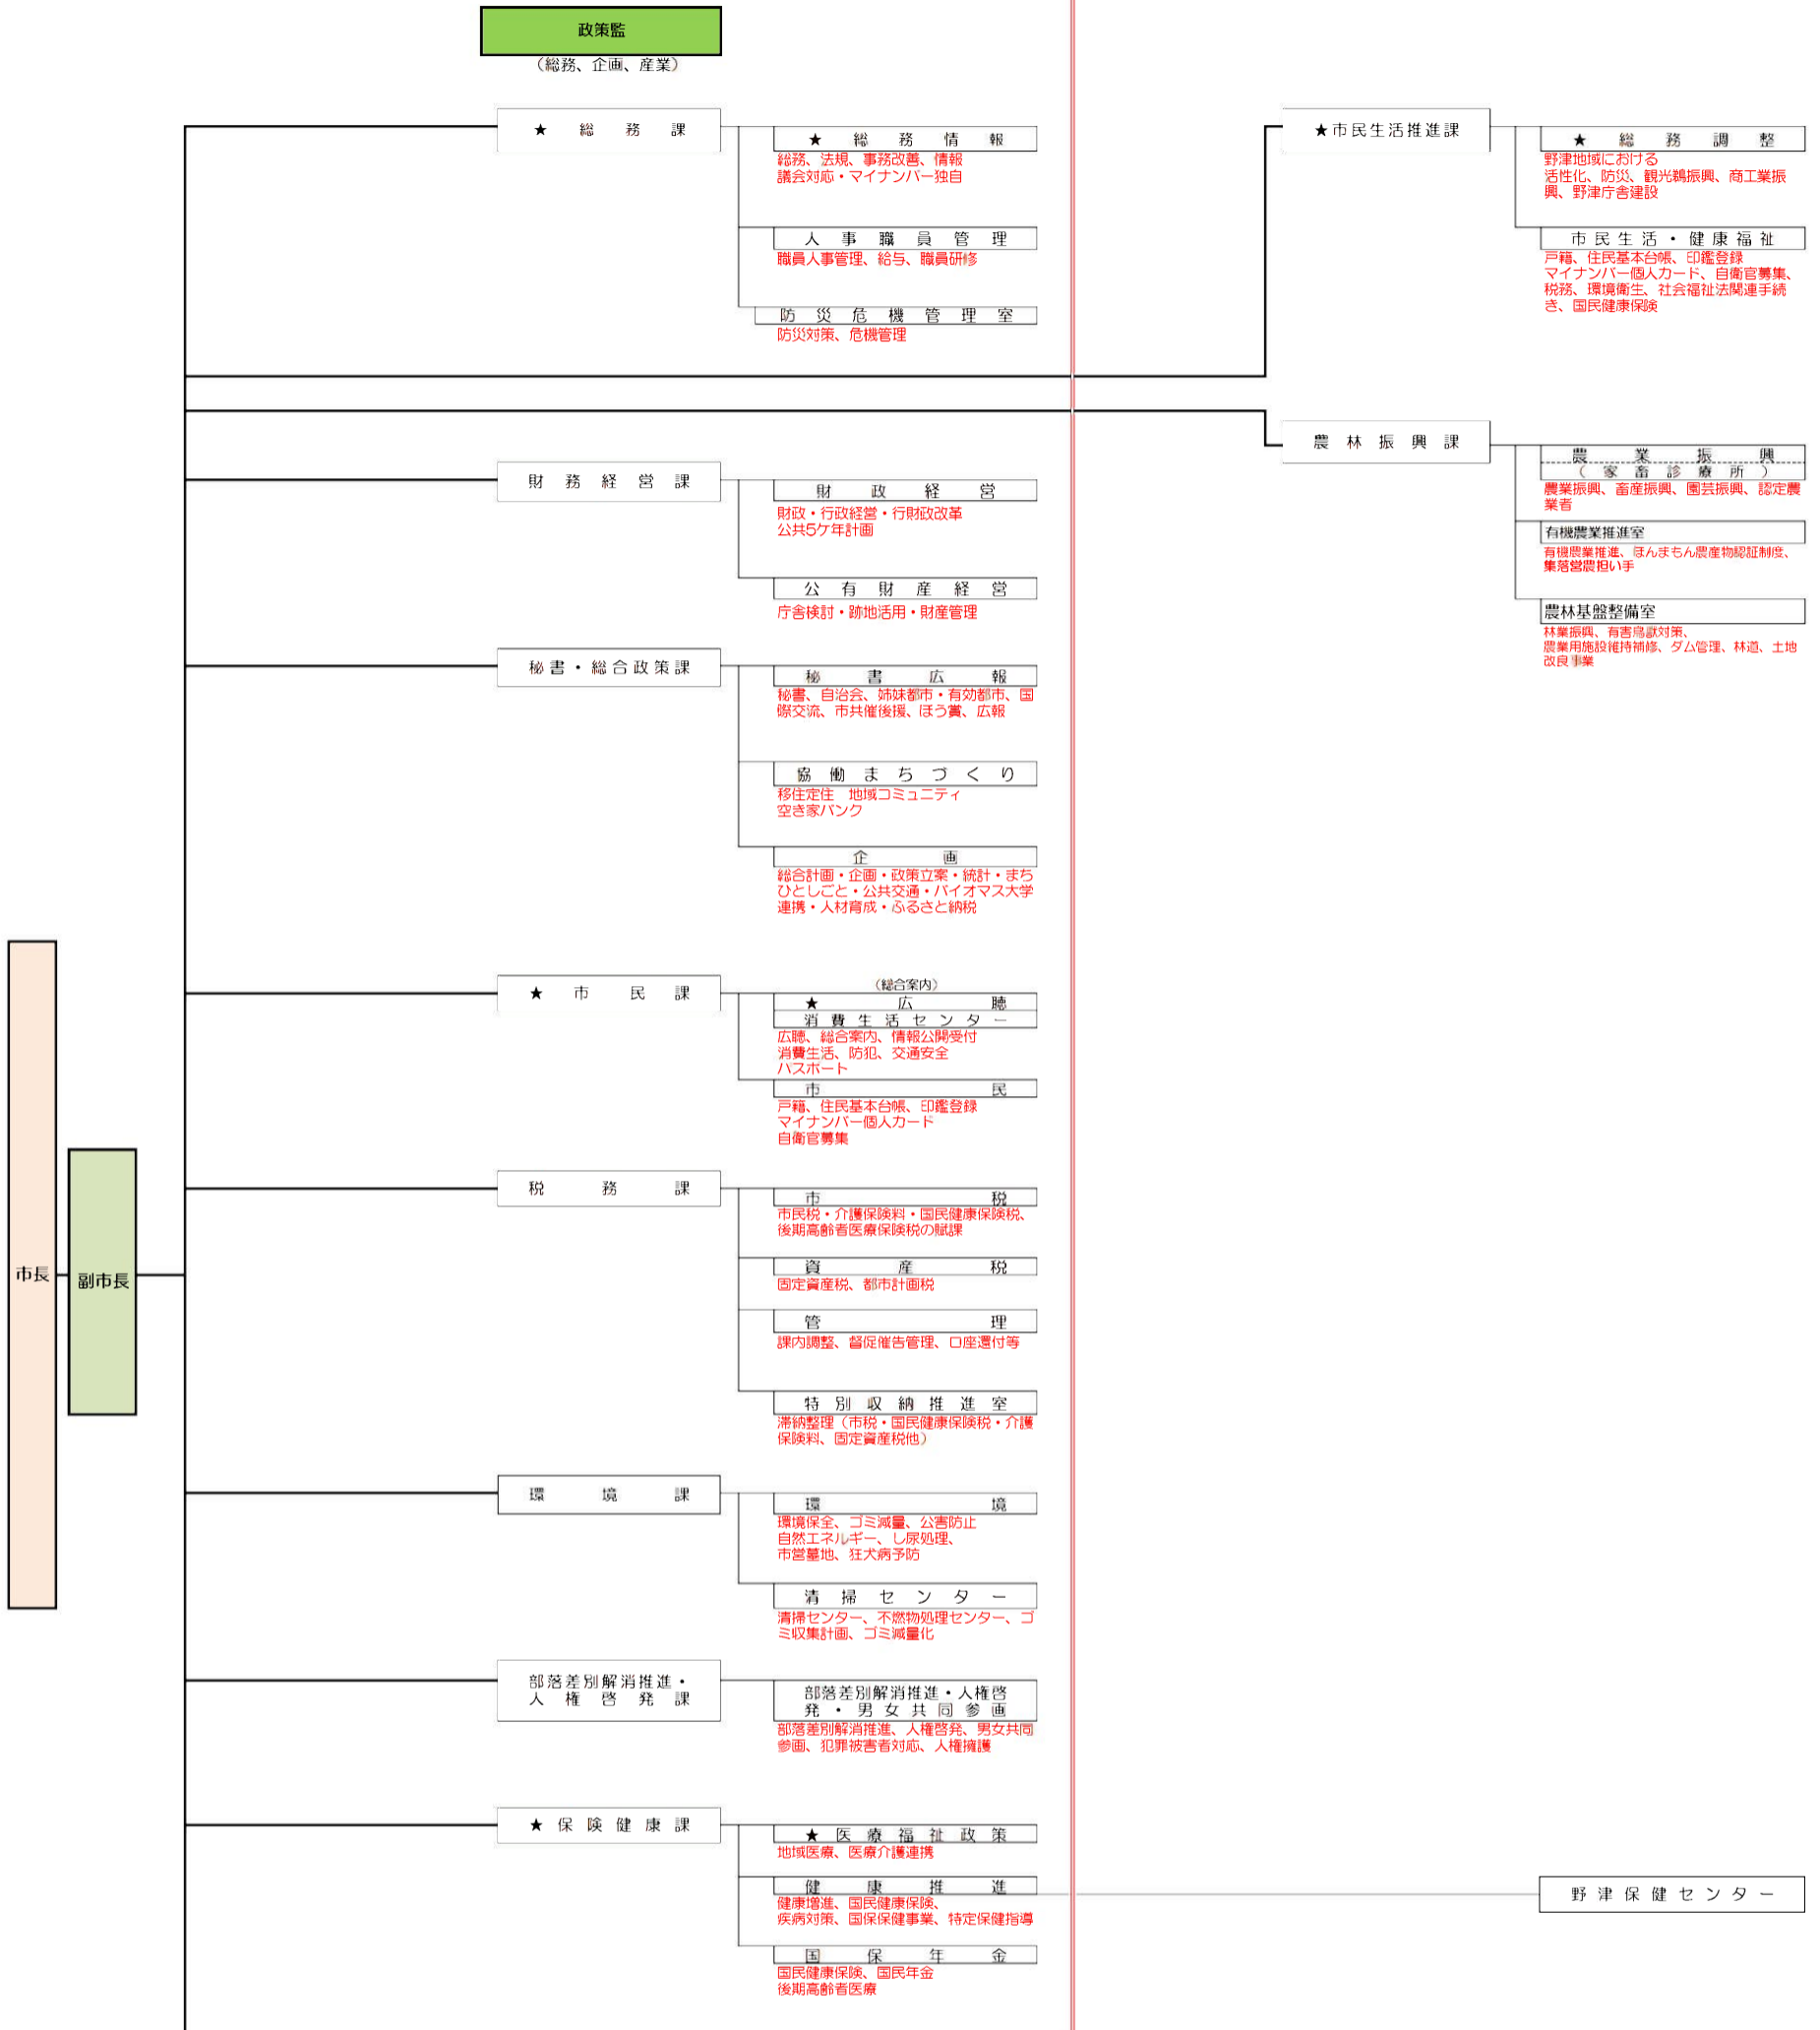 政策監
（総務、企画、産業）
★ 総務課
★ 総務情報
総務、法規、事務改善、情報
議会対応・マイナンバー独自
人事職員管理
職員人事管理、給与、職員研修
防災危機管理室
防災対策、危機管理
★市民生活推進課
★ 総務調整
野津地域における
活性化、防災、観光鵜振興、商工業振
興、野津庁舎建設
市民生活・健康福祉
戸籍、住民基本台帳、印鑑登録
マイナンバー個人カード、自衛官募集、
税務、環境衛生、社会福祉法関連手続
き、国民健康保険
農林振興課
農業振興
（家畜診療所）
農業振興、畜産振興、園芸振興、認定農
業者
有機農業推進室
有機農業推進、ほんまもん農産物認証制度、
集落営農担い手
農林基盤整備室
林業振興、有害鳥獣対策、
農業用施設維持補修、ダム管理、林道、土地
改良事業
財務経営課
財政経営
財政・行政経営・行財政改革
公共5ケ年計画
公有財産経営
庁舎検討・跡地活用・財産管理
秘書・総合政策課
秘書広報
秘書、自治会、姉妹都市・有効都市、国
際交流、市共催後援、ほう賞、広報
協働まちづくり
移住定住　地域コミュニティ
空き家バンク
企画
総合計画・企画・政策立案・統計・まち
ひとしごと・公共交通・バイオマス大学
連携・人材育成・ふるさと納税
★ 市民課
（総合案内）
★ 広聴
消費生活センター
広聴、総合案内、情報公開受付
消費生活、防犯、交通安全
パスポート
市民
戸籍、住民基本台帳、印鑑登録
マイナンバー個人カード
自衛官募集
税務課
市税
市民税・介護保険料・国民健康保険税、
後期高齢者医療保険税の賦課
資産税
固定資産税、都市計画税
管理
課内調整、督促催告管理、口座還付等
特別収納推進室
滞納整理（市税・国民健康保険税・介護
保険料、固定資産税他）
市長
副市長
環境課
環境
環境保全、ゴミ減量、公害防止
自然エネルギー、し尿処理、
市営墓地、狂犬病予防
清掃センター
清掃センター、不燃物処理センター、ゴ
ミ収集計画、ゴミ減量化
部落差別解消推進・
人権啓発課
部落差別解消推進・人権啓
発・男女共同参画
部落差別解消推進、人権啓発、男女共同
参画、犯罪被害者対応、人権擁護
★保険健康課
★医療福祉政策
地域医療、医療介護連携
健康推進
健康増進、国民健康保険、
疾病対策、国保保健事業、特定保健指導
野津保健センター
国保年金
国民健康保険、国民年金
後期高齢者医療